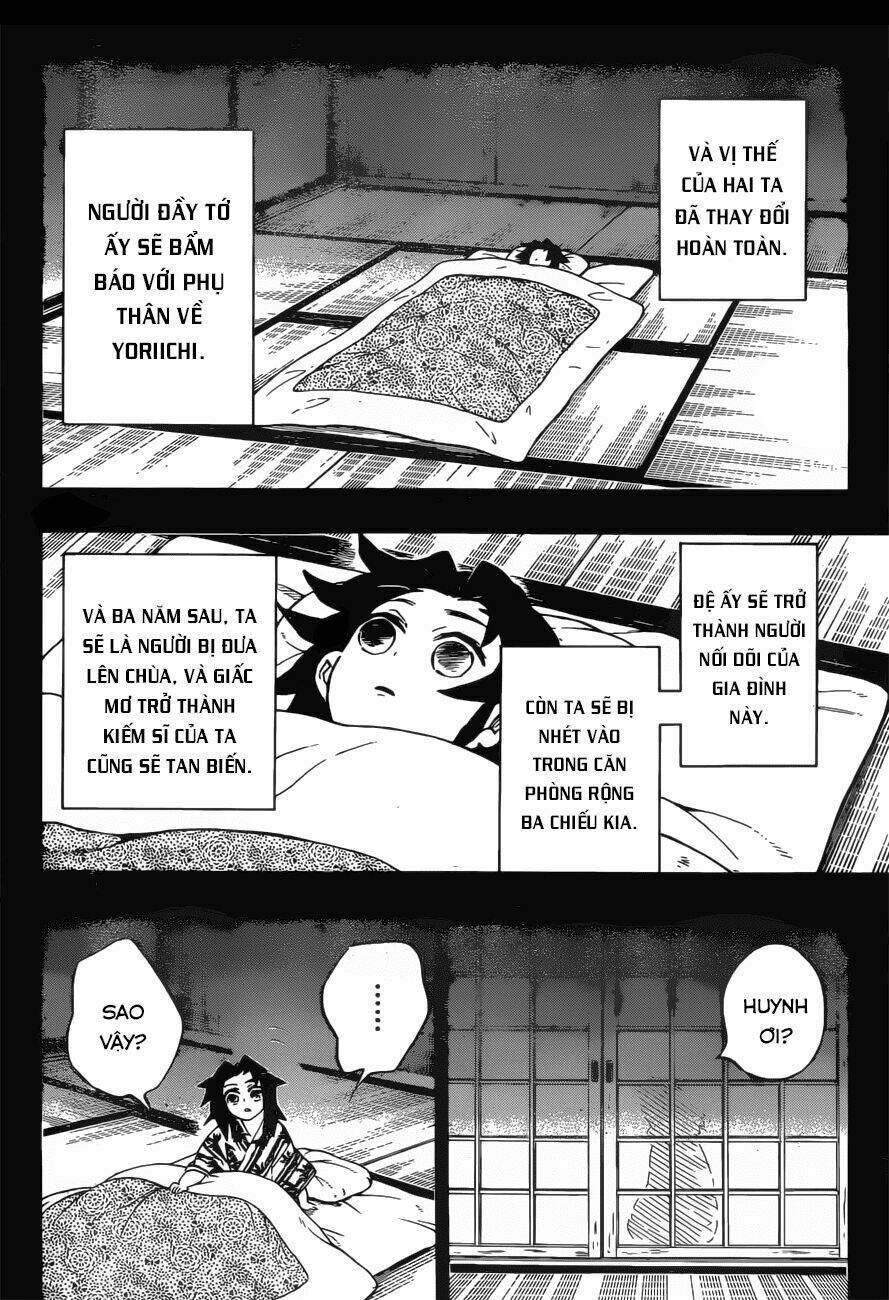 VÀ VỊ THẾ
CỦA HAI TA
ĐÃ THAY ĐỔI
HOÀN TOÀN.
NGƯỜI ĐẦY TỚ
ẤY SẼ BẨM
BÁO VỚI PHỤ
THÂN VỀ
YORIICHI.
ĐỆ ẤY SẼ TRỞ
THÀNH NGƯỜI
NỐI DÕI CỦA
GIA ĐÌNH
NÀY.
CÒN TA SẼ BỊ
NHÉT VÀO
TRONG CĂN
PHÒNG RỘNG
BA CHIẾU KIA.
VÀ BA NĂM SAU, TA
SẼ LÀ NGƯỜI BỊ ĐƯA
LÊN CHÙA, VÀ GIẤC
MƠ TRỞ THÀNH
KIẾM SĨ CỦA TA
CŨNG SẼ TAN BIẾN.
HUYNH
ƠI?
......
SAO
VẬY?